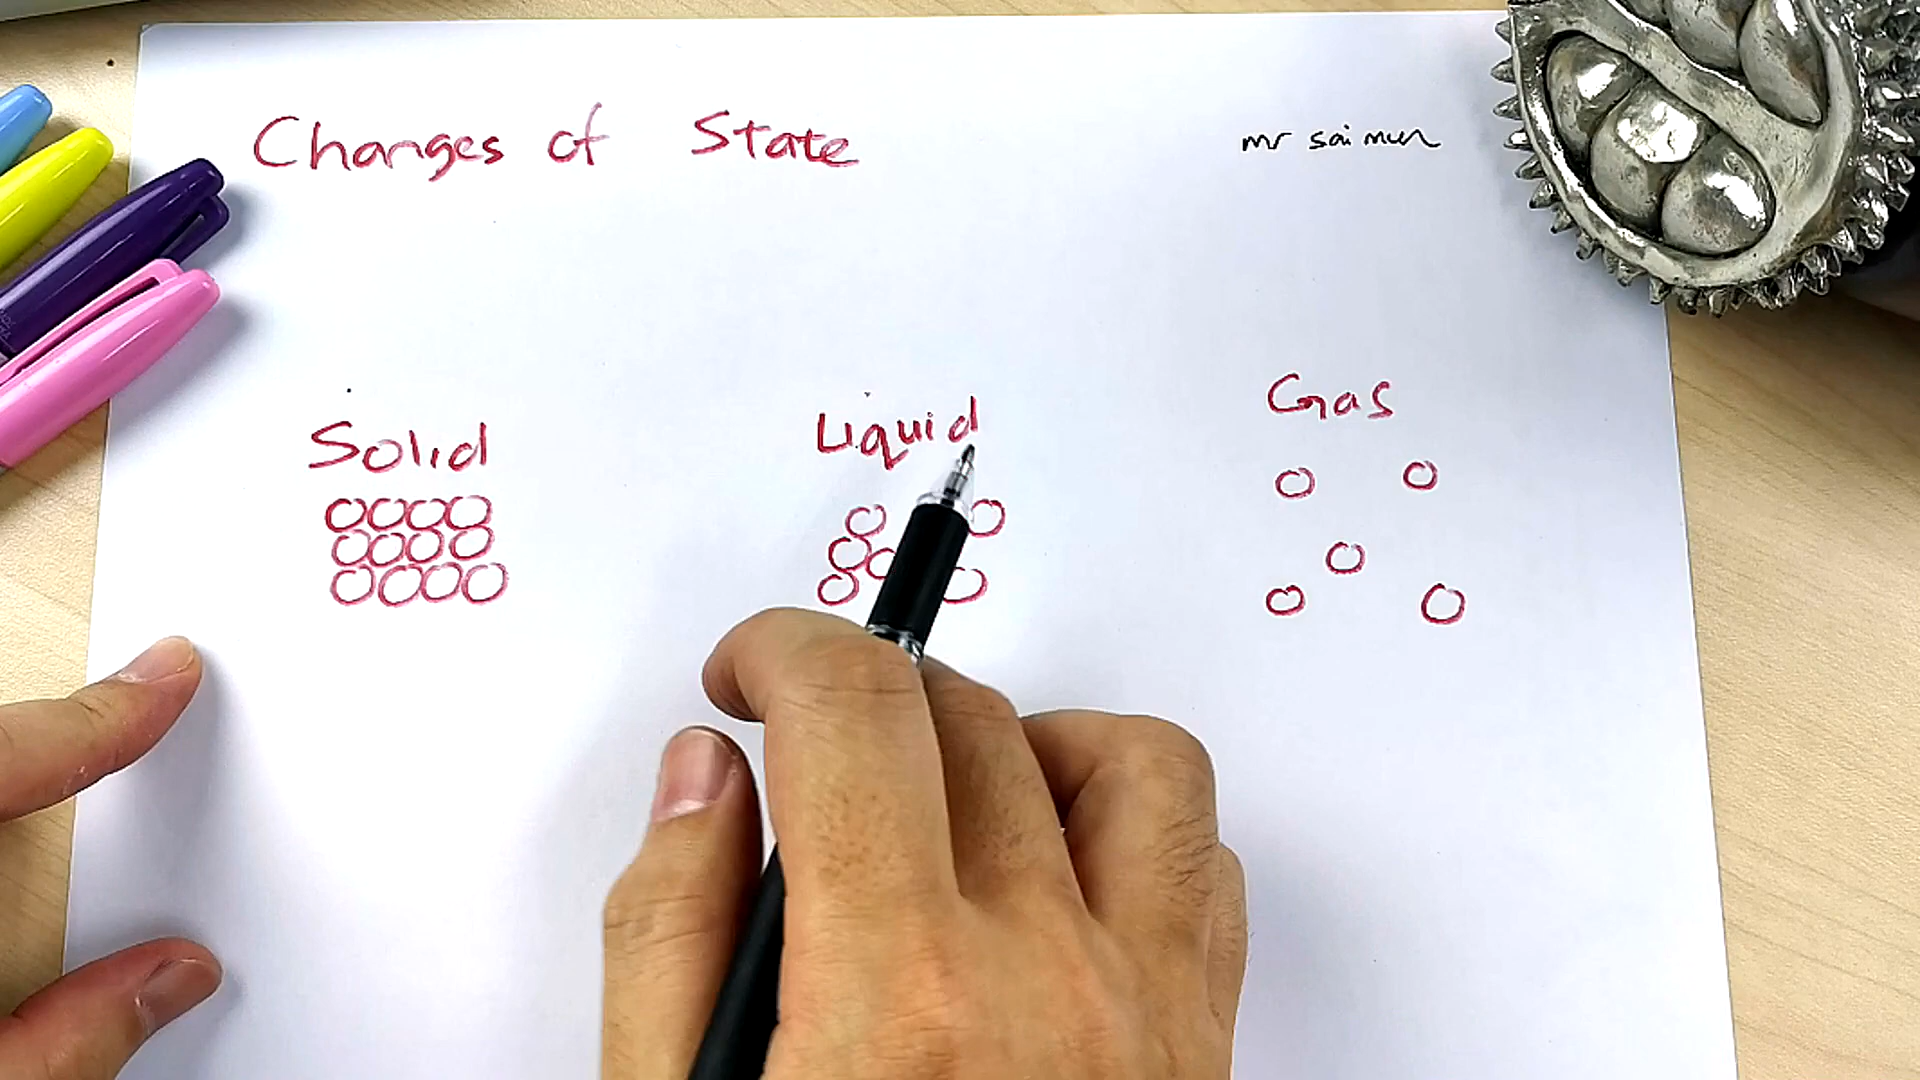 Changes of State
mr sai mun
Solid
Liquid
Gas